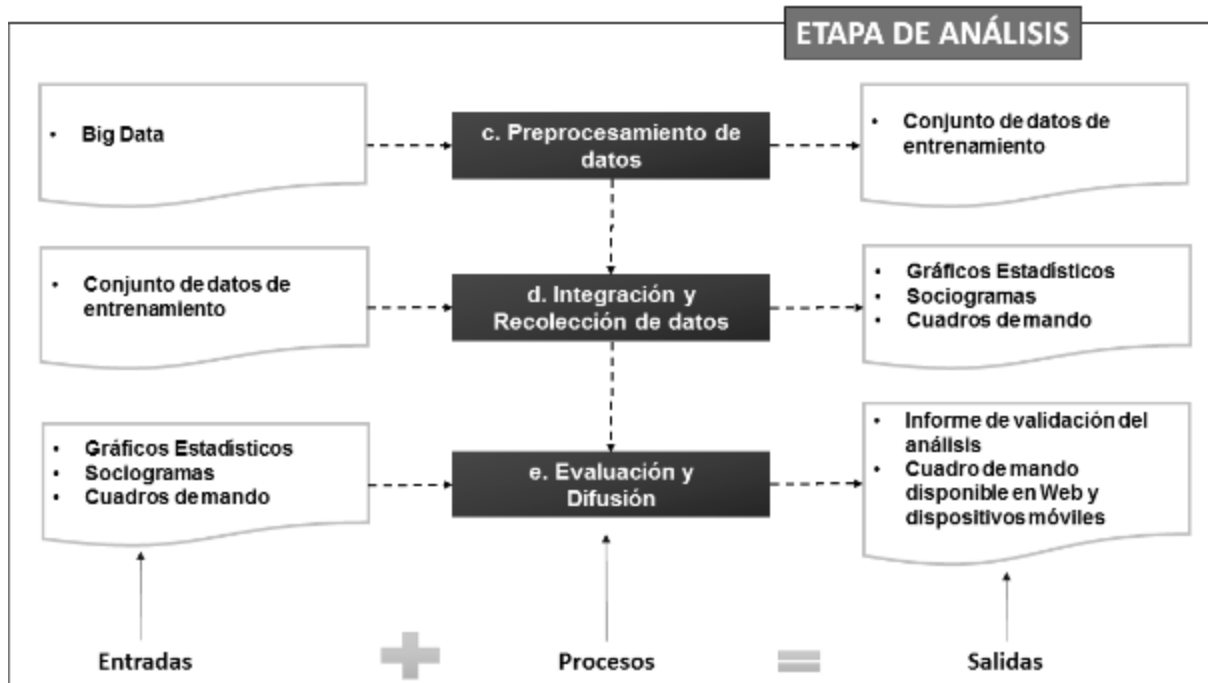 ETAPA DE ANÁLISIS
• Big Data
c. Preprocesamiento de
datos
• Conjunto de datos de
entrenamiento
• Conjunto de datos de
entrenamiento
d. Integración y
Recolección de datos
• Gráficos Estadísticos
• Sociogramas
• Cuadros de mando
• Gráficos Estadísticos
• Sociogramas
• Cuadros de mando
e. Evaluación y
Difusión
• Informe de validación del
análisis
• Cuadro de mando
disponible en Web y
dispositivos móviles
Entradas
Procesos
Salidas